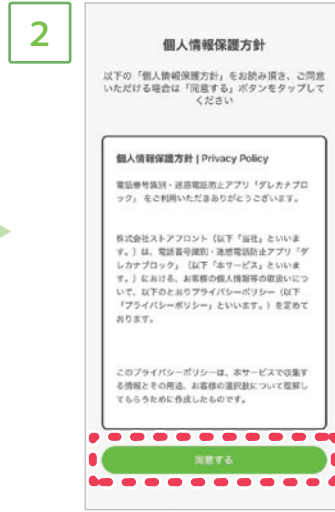 2
個人情報保護方針
以下の「個人情報保護方針」をお読み頂き、ご同意
いただける場合は「同意する」ボタンをタップして
ください
個人情報保護方針 | Privacy Policy
電話番号識別・迷惑電話防止アプリ「ダレカナブロ
ック」 をご利用いただきありがとうございます。
株式会社ストアフロント（以下「当社」といいま
す。）は、電話番号識別・迷惑電話防止アプリ「ダ
レカナブロック」（以下「本サービス」といいま
す。）における、お客様の個人情報等の取扱いにつ
いて、以下のとおりプライバシーポリシー（以下
「プライバシーポリシー」といいます。）を定めて
おります。
このプライバシーポリシーは、本サービスで収集す
る情報とその用途、お客様の選択肢について理解し
てもらうために作成したものです。
同意する